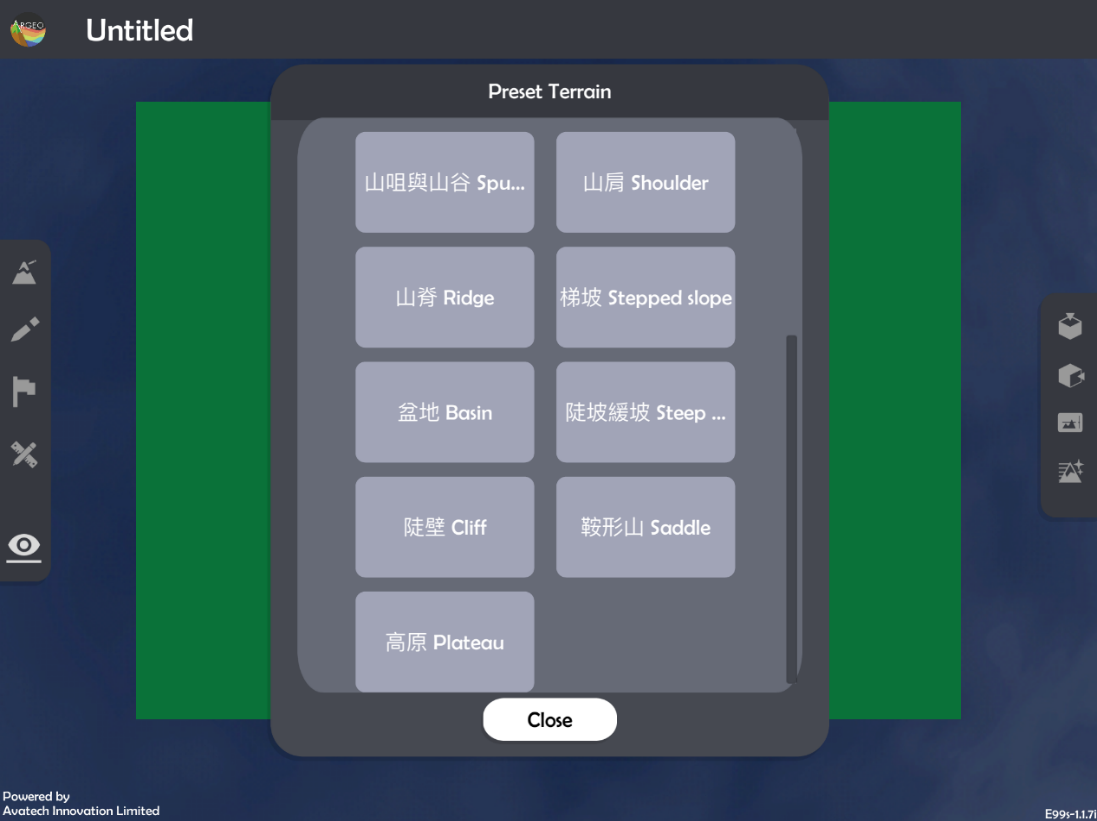 ARGEO
Untitled
Preset Terrain
山咀與山谷 Spu...
山肩 Shoulder
山脊 Ridge
梯坡 Stepped slope
盆地 Basin
陡坡緩坡 Steep ...
陡壁 Cliff
鞍形山 Saddle
高原 Plateau
Close
Powered by
Avatech Innovation Limited
E99s-1.1.7i